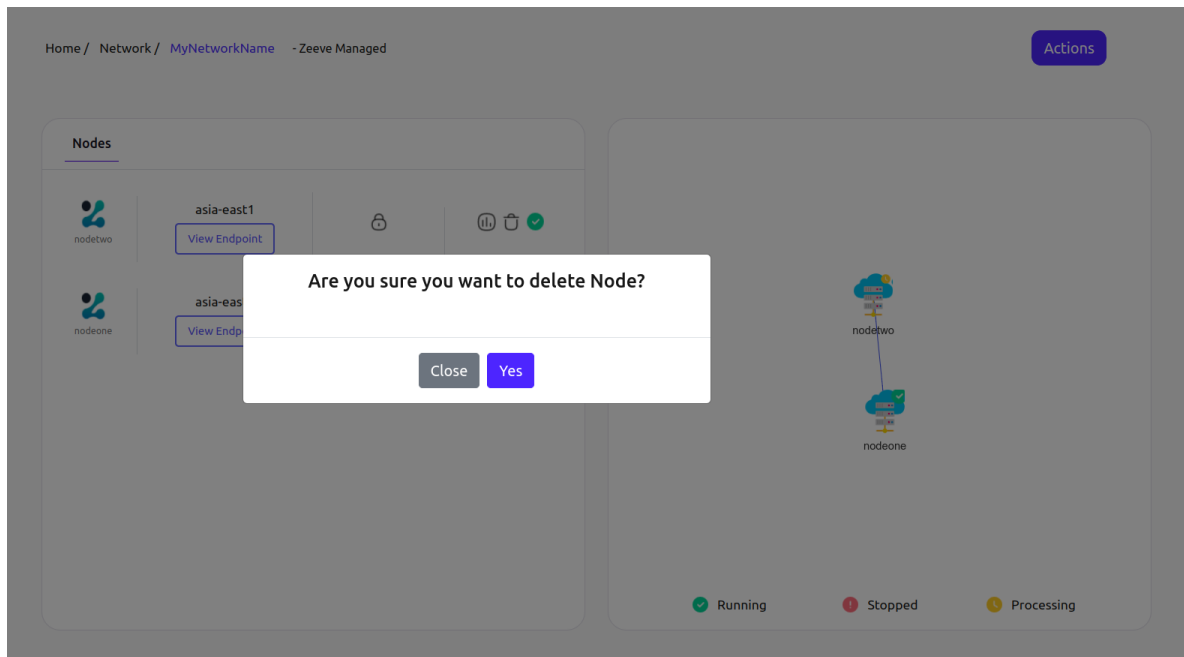 Home / Network / MyNetworkName - Zeeve Managed
Actions
Nodes
nodetwo
asia-east1
View Endpoint
nodeone
Are you sure you want to delete Node?
Close Yes
nodetwo
nodeone
Running Stopped Processing